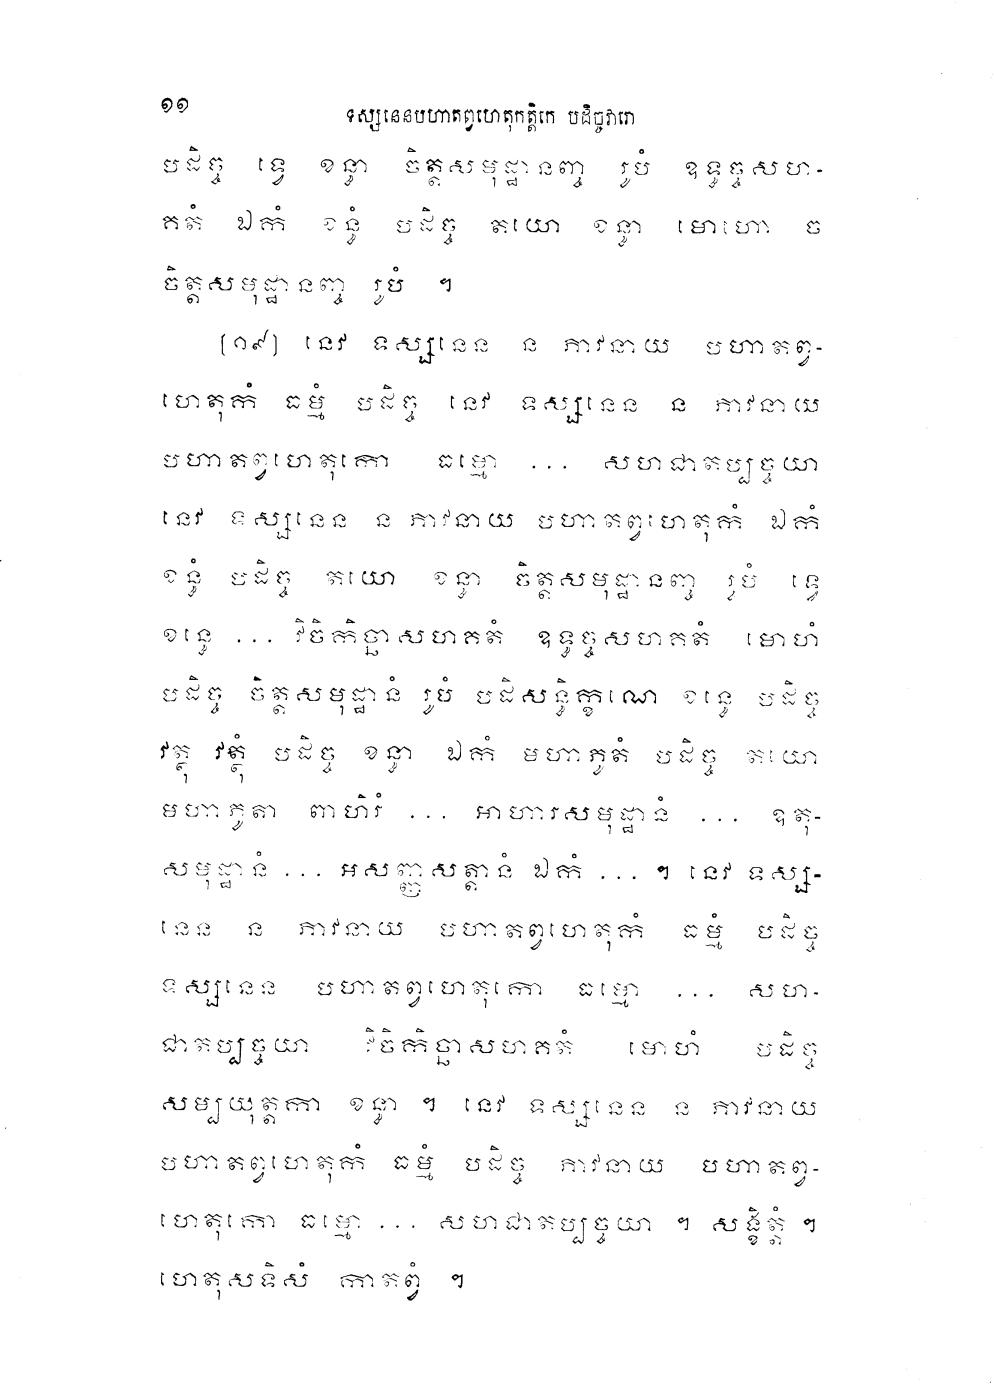 ១១
ទស្សនេនបហាតព្វហេតុកត្តិកេ បដិច្ចវារោ
បដិច្ច ទ្វេ ខន្ធា ចិត្តសមុដ្ឋានញ្ច រូបំ ឧទ្ធច្ចសហ-
គតំ ឯកំ ខន្ធំ បដិច្ច តយោ ខន្ធា មោហោ ច
ចិត្តសមុដ្ឋានញ្ច រូបំ ។
(១៩) នេវ ទស្សនេន ន ភាវនាយ បហាតព្វ-
ហេតុកំ ធម្មំ បដិច្ច នេវ ទស្សនេន ន ភាវនាយ
បហាតព្វហេតុកោ ធម្មោ ... សហជាតប្បច្ចយា
នេវ ទស្សនេន ន ភាវនាយ បហាតព្វហេតុកំ ឯកំ
ខន្ធំ បដិច្ច តយោ ខន្ធា ចិត្តសមុដ្ឋានញ្ច រូបំ ទ្វេ
ខន្ធេ ... វិចិកិច្ឆាសហគតំ ឧទ្ធច្ចសហគតំ មោហំ
បដិច្ច ចិត្តសមុដ្ឋានំ រូបំ បដិសន្ធិក្ខណេ ខន្ធេ បដិច្ច
វត្ថុ វត្ថុំ បដិច្ច ខន្ធា ឯកំ មហាភូតំ បដិច្ច តយោ
មហាភូតា ពាហិរំ ... អាហារសមុដ្ឋានំ ... ឧតុ-
សមុដ្ឋានំ ... អសញ្ញសត្តានំ ឯកំ ... ។ នេវ ទស្ស-
នេន ន ភាវនាយ បហាតព្វហេតុកំ ធម្មំ បដិច្ច
ទស្សនេន បហាតព្វហេតុកោ ធម្មោ ... សហ-
ជាតប្បច្ចយា វិចិកិច្ឆាសហគតំ មោហំ បដិច្ច
សម្បយុត្តកា ខន្ធា ។ នេវ ទស្សនេន ន ភាវនាយ
បហាតព្វហេតុកំ ធម្មំ បដិច្ច ភាវនាយ បហាតព្វ-
ហេតុកោ ធម្មោ ... សហជាតប្បច្ចយា ។ សង្ខិត្តំ ។
ហេតុសទិសំ កាតព្វំ ។